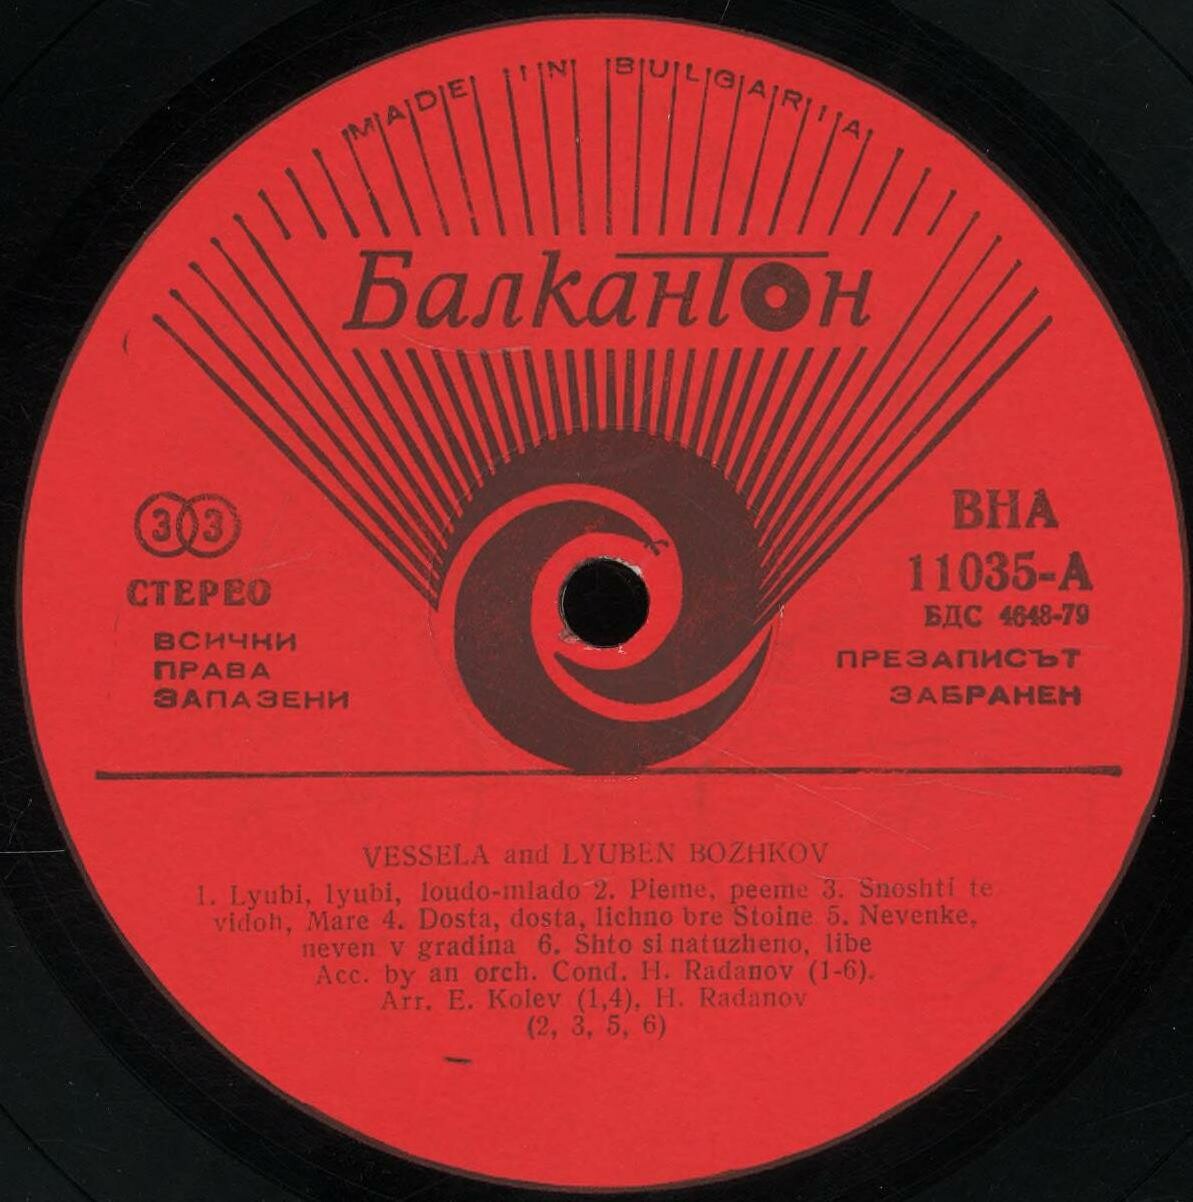 MADE IN BULGARIA
Балкантон
33
СТЕРЕО
ВСИЧНИ
ПРАВА
ЗАПАЗЕНИ
ВНА
11035-А
БДС 4648-79
ПРЕЗАПИСЪТ
ЗАБРАНЕН
VESSELA and LYUBEN BOZHKOV
1. Lyubi, lyubi, loudo-mlado 2. Pieme, peeme 3. Snoshti te
vidoh, Mare 4. Dosta, dosta, lichno bre Stoine 5. Nevenke,
neven v gradina 6. Shto si natuzheno, libe
Acc. by an orch. Cond. H. Radanov (1-6).
Arr. E. Kolev (1,4), H. Radanov
(2, 3, 5, 6)